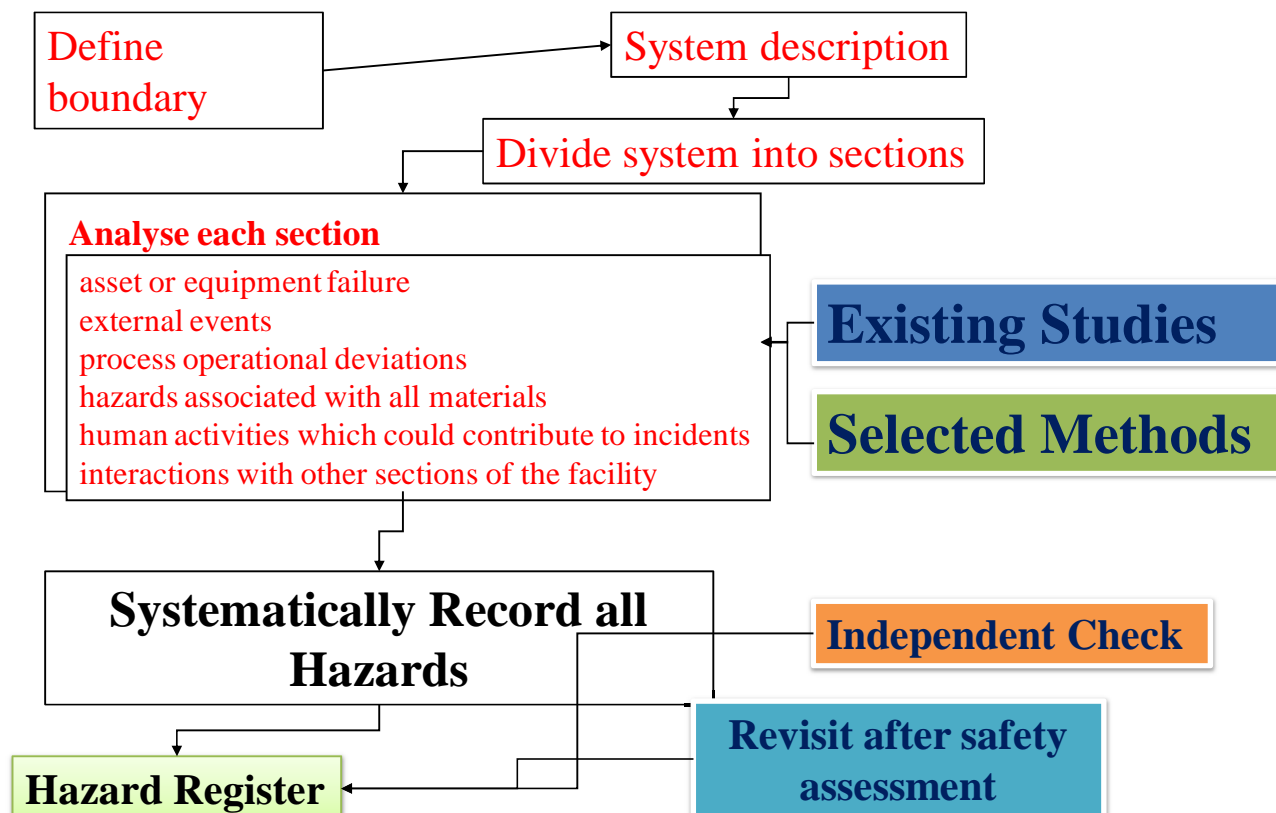 Define
boundary
System description
Divide system into sections
Analyse each section
asset or equipment failure
external events
process operational deviations
hazards associated with all materials
human activities which could contribute to incidents
interactions with other sections of the facility
Existing Studies
Selected Methods
Systematically Record all
Hazards
Independent Check
Revisit after safety
assessment
Hazard Register